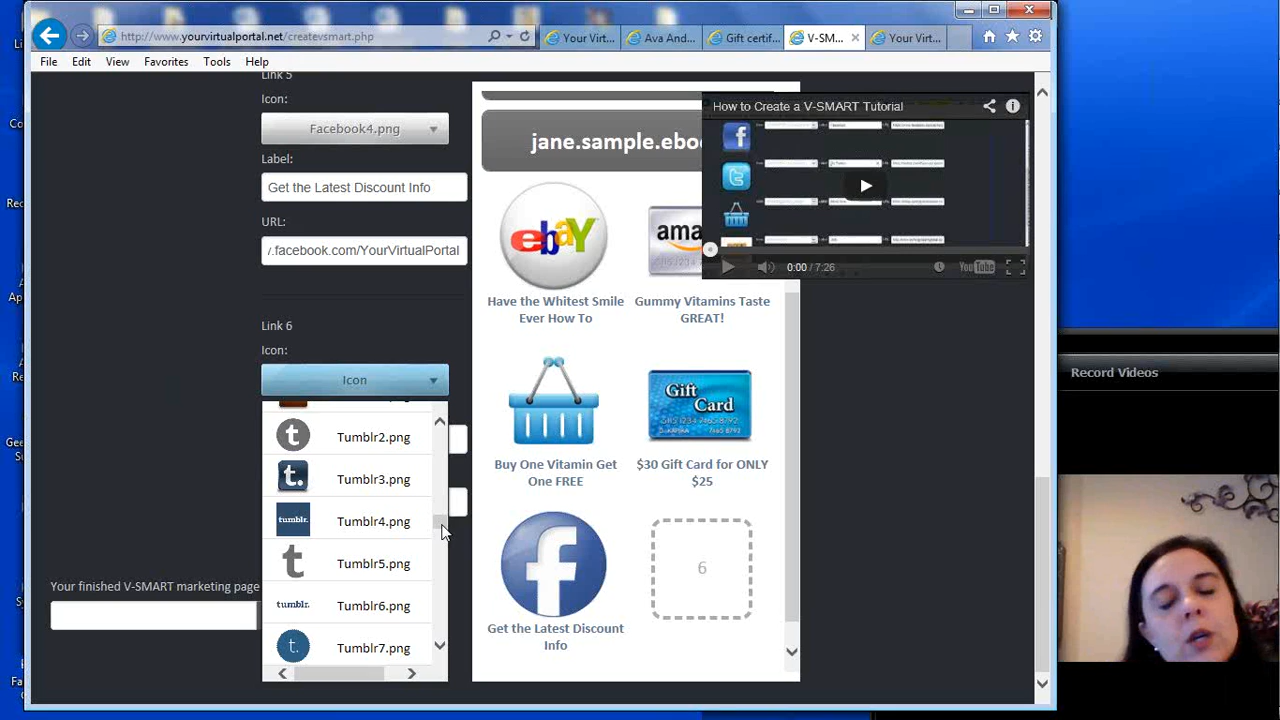 http://www.yourvirtualportal.net/createvsmart.php
Your Virt...
Ava And...
Gift certif...
V-SM...
Your Virt...
File Edit View Favorites Tools Help
Link 5
Icon:
Facebook4.png
Label:
Get the Latest Discount Info
URL:
/.facebook.com/YourVirtualPortal
Link 6
Icon:
Icon
Tumblr2.png
Tumblr3.png
tumblr.
Tumblr4.png
Tumblr5.png
tumblr.
Tumblr6.png
Tumblr7.png
Your finished V-SMART marketing page
jane.sample.eboo
ebaY
Have the Whitest Smile
Ever How To
amaz
Gummy Vitamins Taste
GREAT!
Buy One Vitamin Get
One FREE
Gift
Card
$30 Gift Card for ONLY
$25
Get the Latest Discount
Info
6
How to Create a V-SMART Tutorial
0:00 / 7:26
YouTube
Record Videos